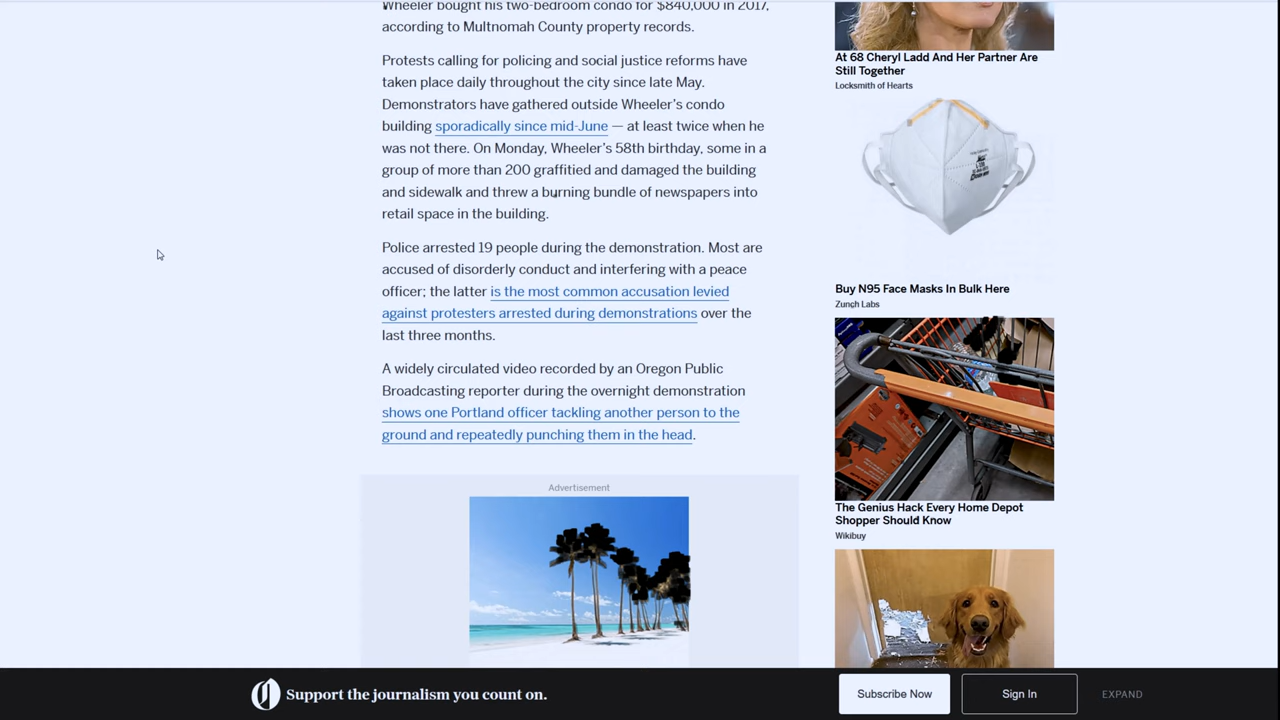 Wheeler bought his two-bedroom condo for $840,000 in 2017,
according to Multnomah County property records.
Protests calling for policing and social justice reforms have
taken place daily throughout the city since late May.
Demonstrators have gathered outside Wheeler’s condo
building sporadically since mid-June — at least twice when he
was not there. On Monday, Wheeler’s 58th birthday, some in a
group of more than 200 graffitied and damaged the building
and sidewalk and threw a burning bundle of newspapers into
retail space in the building.
Police arrested 19 people during the demonstration. Most are
accused of disorderly conduct and interfering with a peace
officer; the latter is the most common accusation levied
against protesters arrested during demonstrations over the
last three months.
A widely circulated video recorded by an Oregon Public
Broadcasting reporter during the overnight demonstration
shows one Portland officer tackling another person to the
ground and repeatedly punching them in the head.
Advertisement
At 68 Cheryl Ladd And Her Partner Are
Still Together
Locksmith of Hearts
Buy N95 Face Masks In Bulk Here
Zunch Labs
The Genius Hack Every Home Depot
Shopper Should Know
Wikibuy
Support the journalism you count on.
Subscribe Now
Sign In
EXPAND